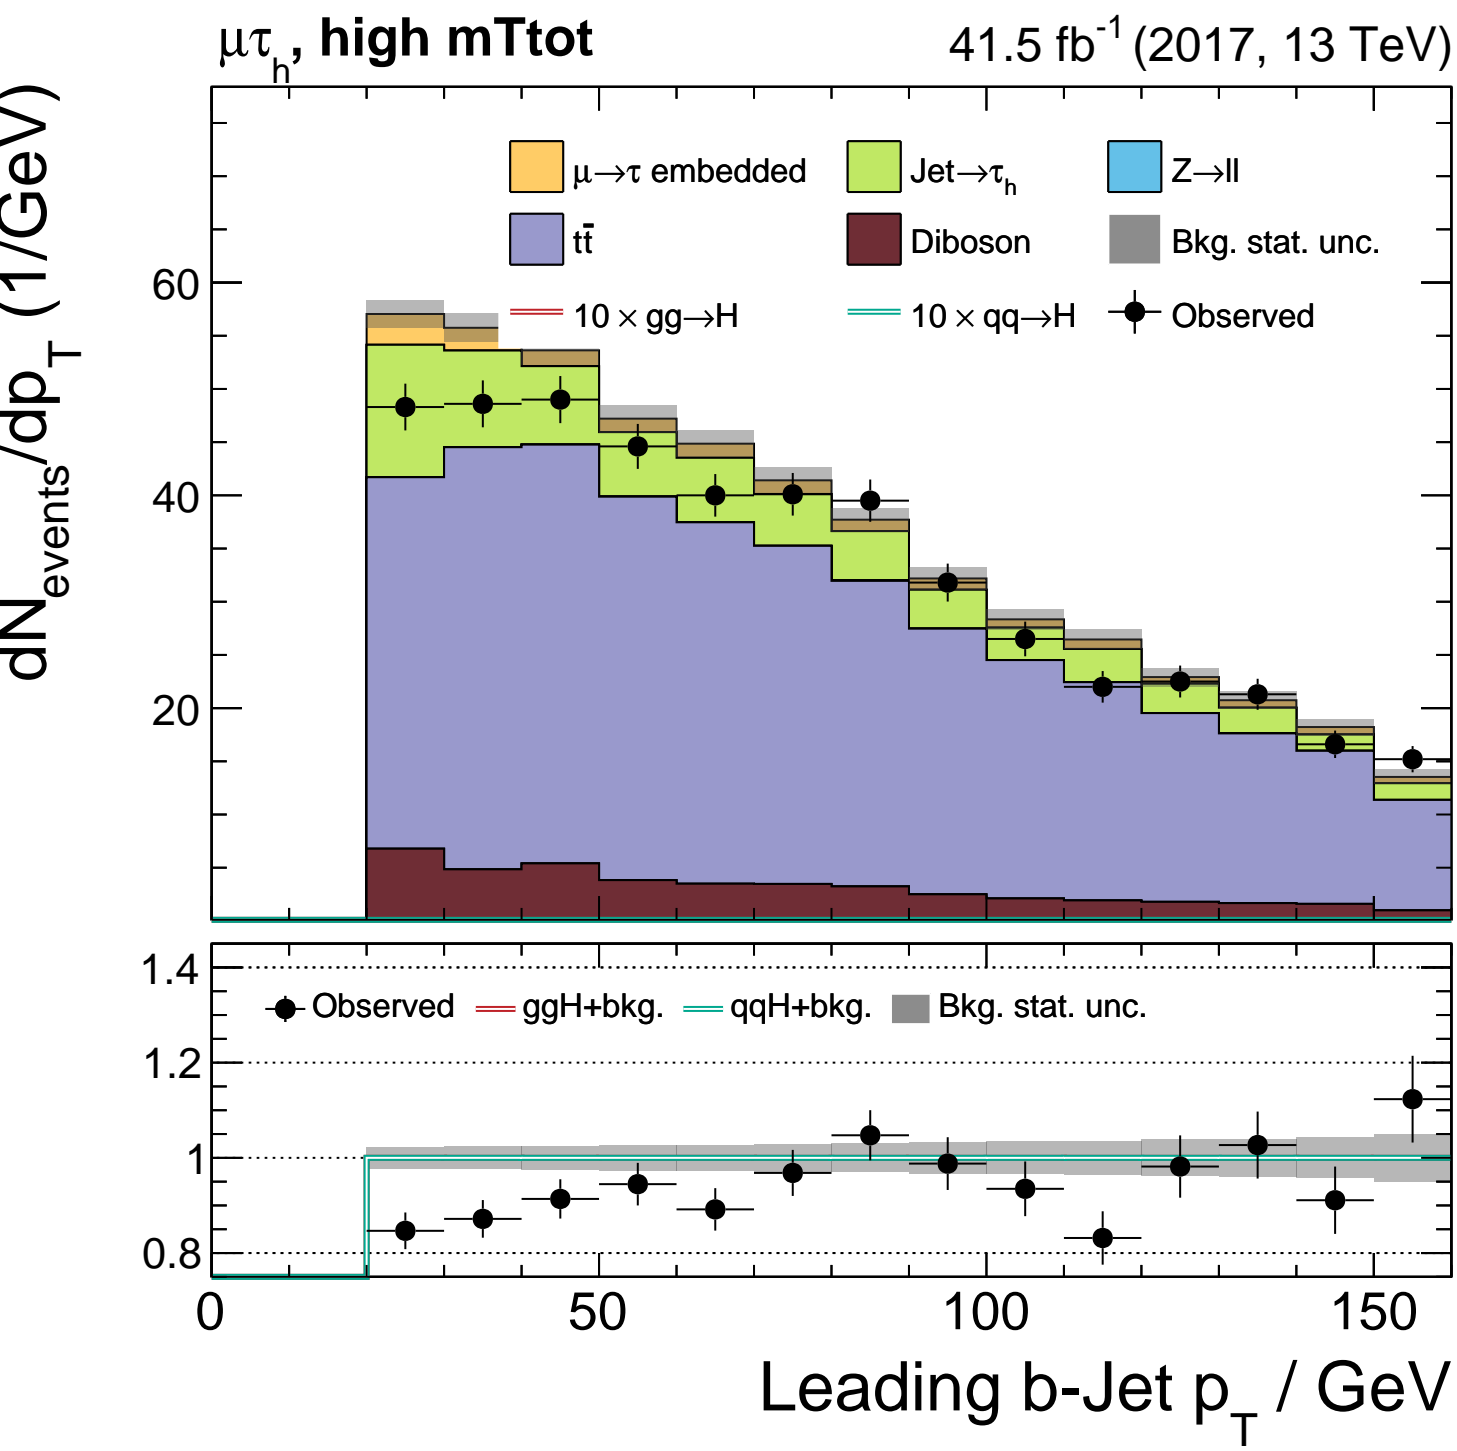 μτh, high mTtot 41.5 fb-1 (2017, 13 TeV)
dNevents/dpT (1/GeV)
μ→τ embedded Jet→τh Z→ll
tt̄ Diboson Bkg. stat. unc.
10 × gg→H 10 × qq→H Observed
60
40
20
1.4
Observed ggH+bkg. qqH+bkg. Bkg. stat. unc.
1.2
1
0.8
0 50 100 150
Leading b-Jet pT / GeV